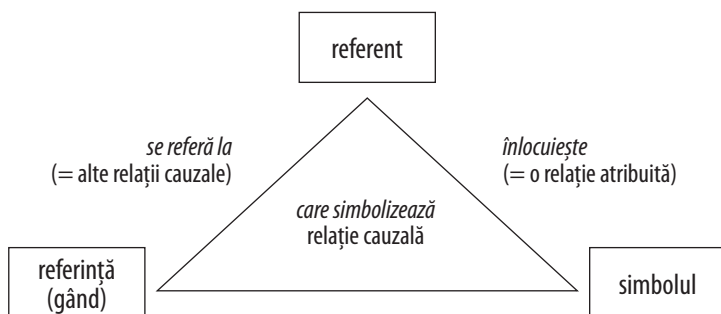 referent
se referă la
(= alte relații cauzale)
înlocuiește
(= o relație atribuită)
care simbolizează
relație cauzală
referință
(gând)
simbolul